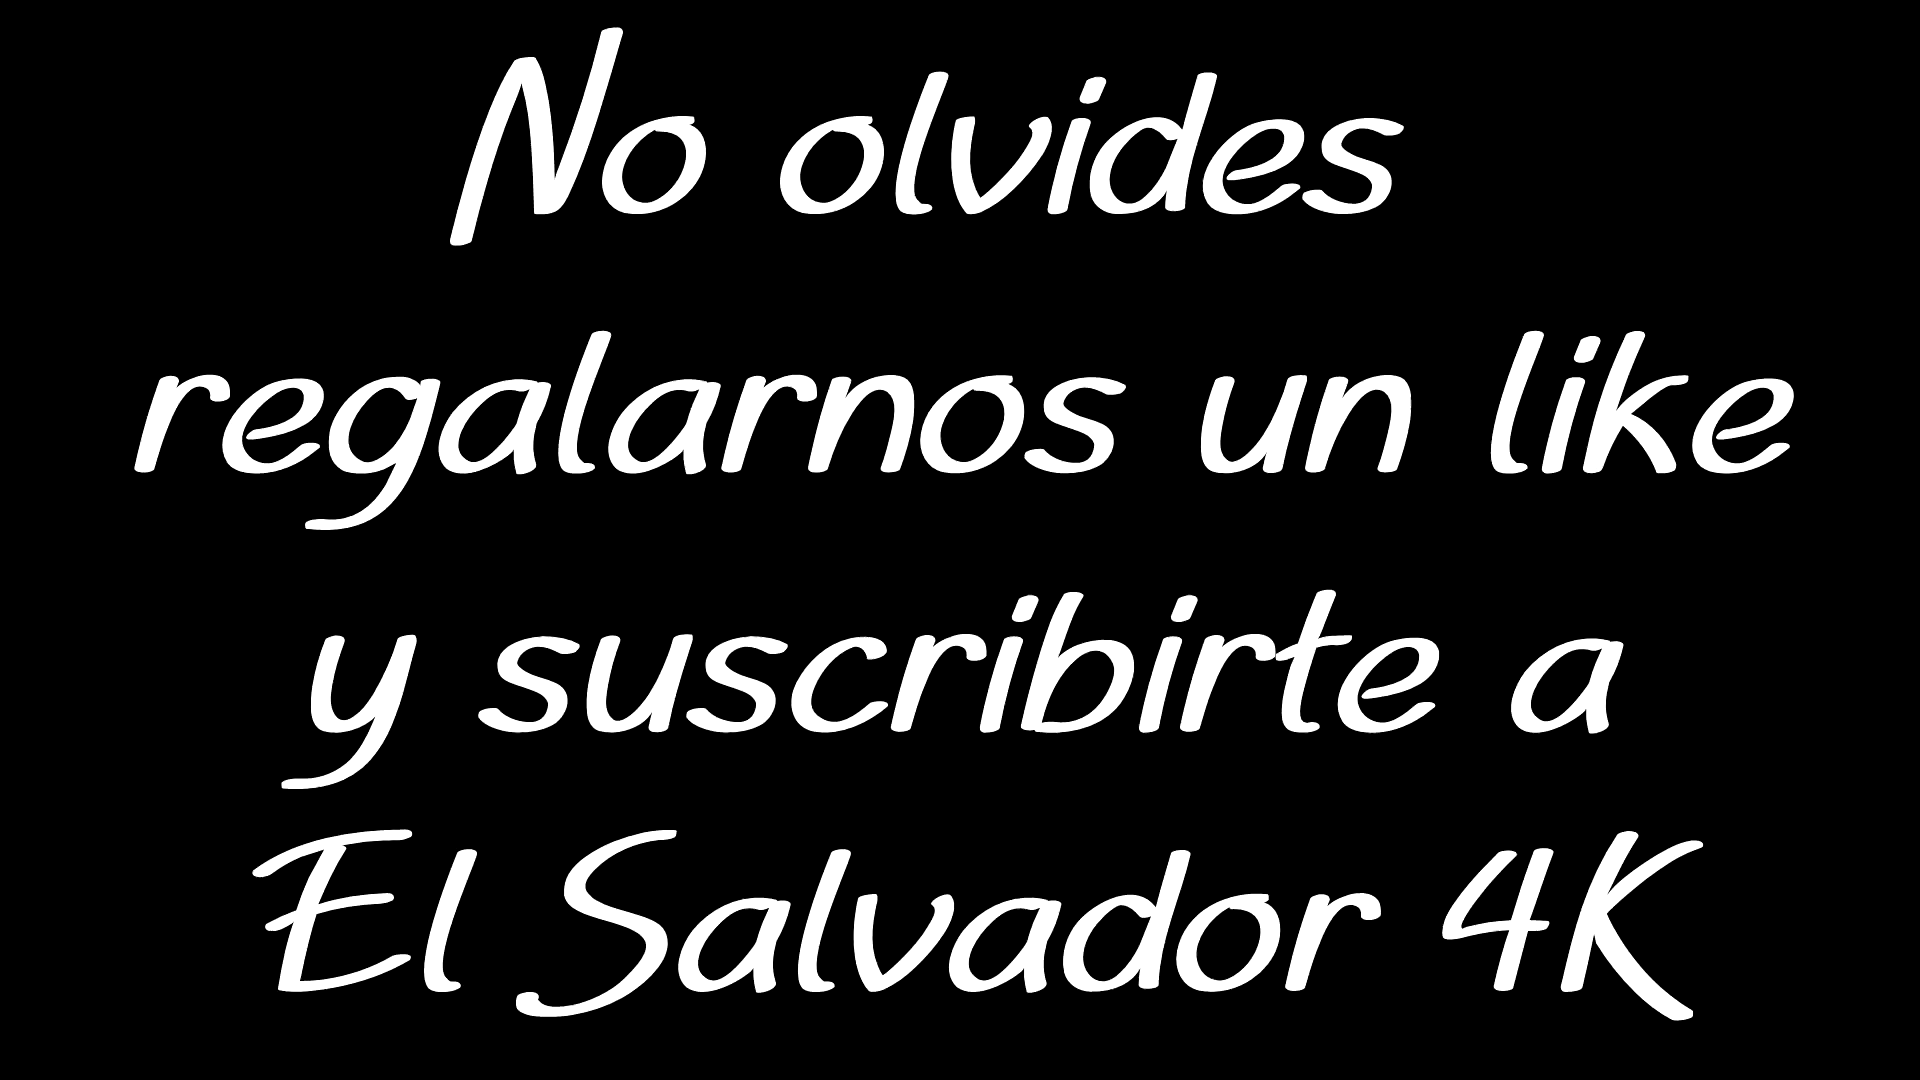 No olvides
regalarnos un like
y suscribirte a
El Salvador 4K